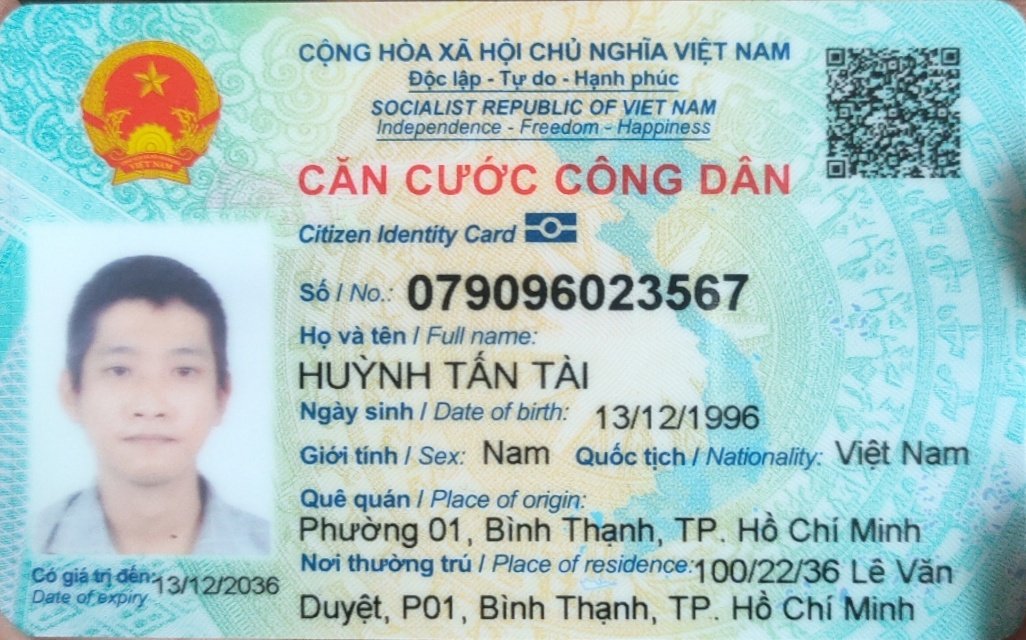 CỘNG HÒA XÃ HỘI CHỦ NGHĨA VIỆT NAM
Độc lập - Tự do - Hạnh phúc
SOCIALIST REPUBLIC OF VIET NAM
Independence - Freedom - Happiness
CĂN CƯỚC CÔNG DÂN
Citizen Identity Card
Số / No.: 079096023567
Họ và tên / Full name:
HUỲNH TẤN TÀI
Ngày sinh / Date of birth: 13/12/1996
Giới tính / Sex: Nam Quốc tịch / Nationality: Việt Nam
Quê quán / Place of origin:
Phường 01, Bình Thạnh, TP. Hồ Chí Minh
Nơi thường trú / Place of residence: 100/22/36 Lê Văn
Duyệt, P01, Bình Thạnh, TP. Hồ Chí Minh
Có giá trị đến: 13/12/2036
Date of expiry
VIỆT NAM